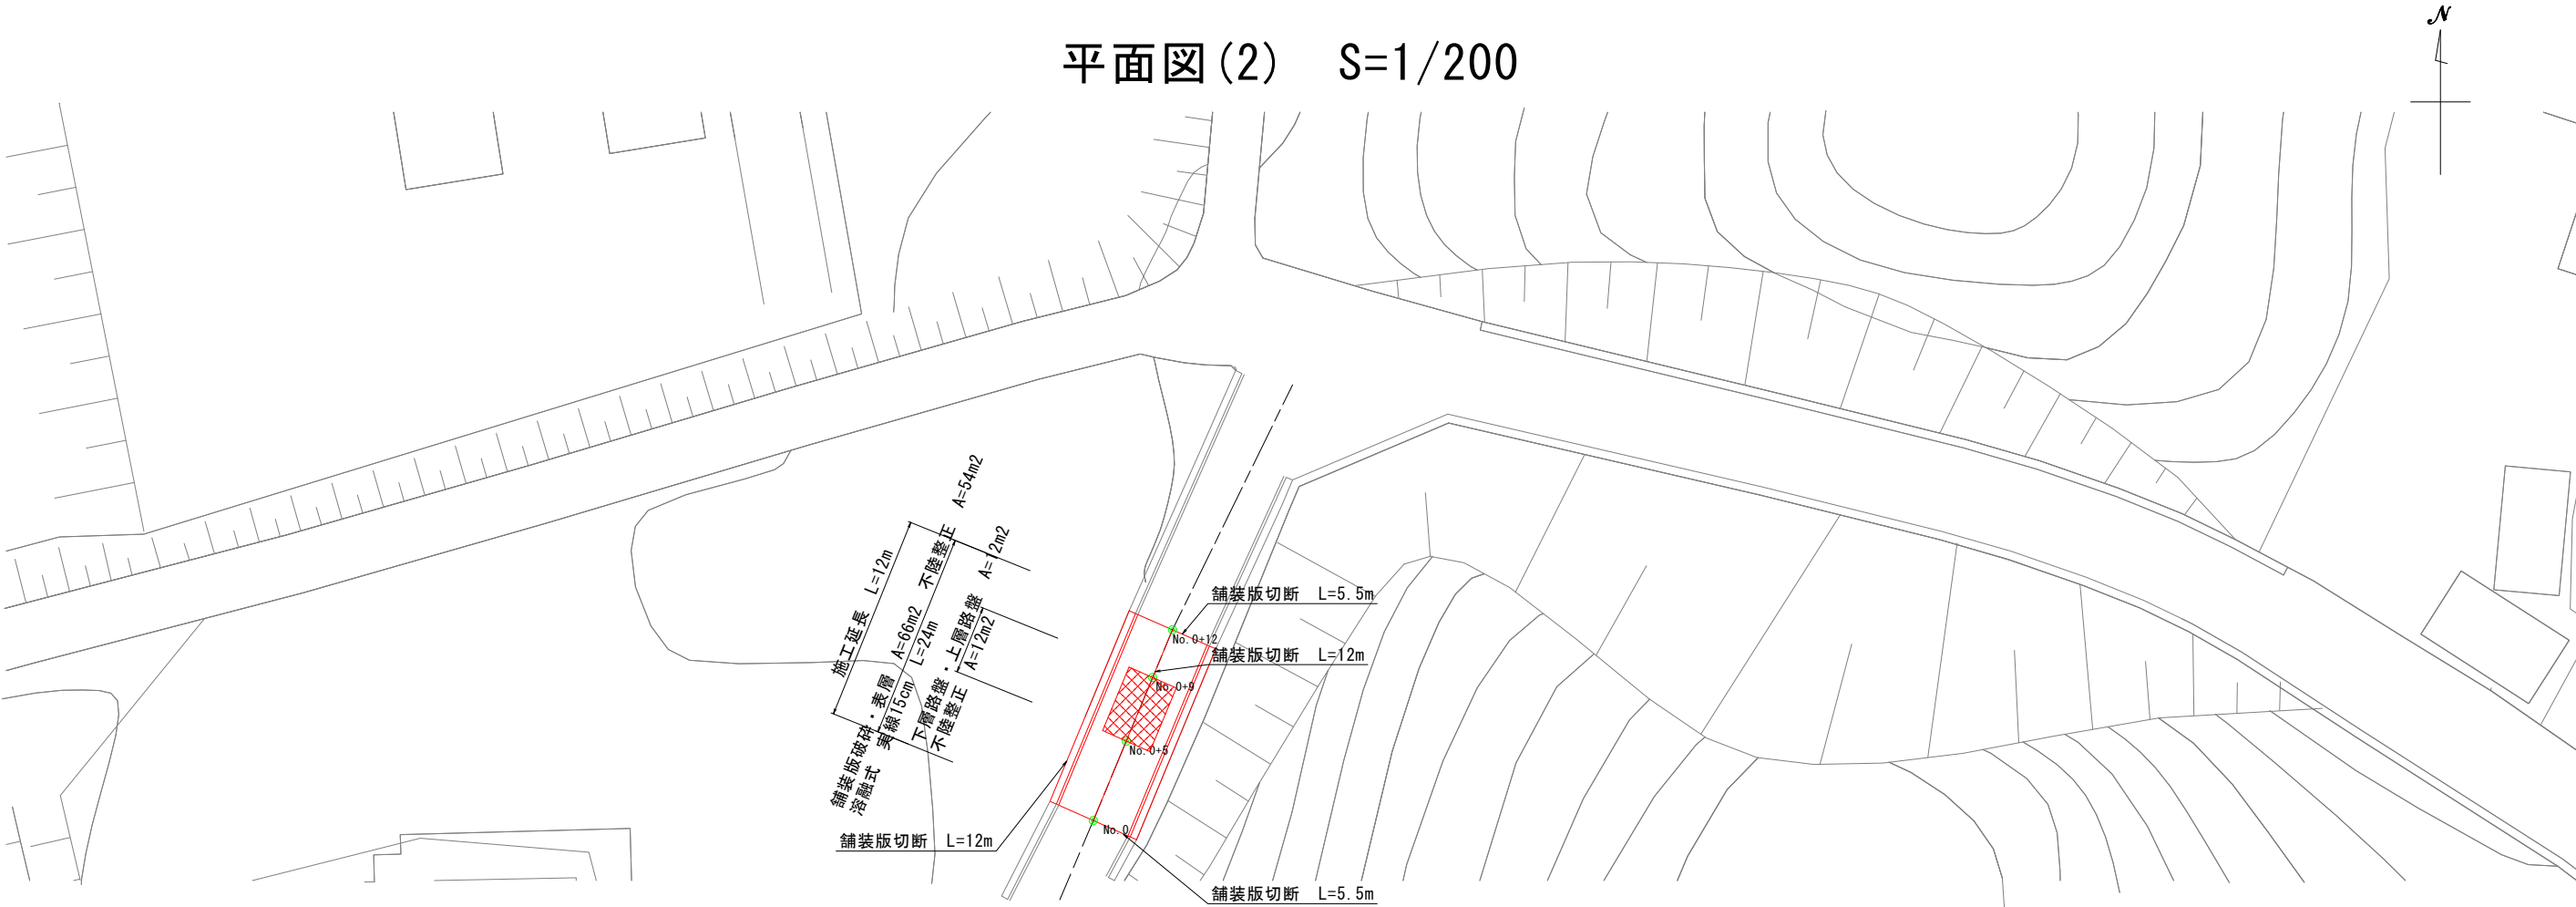 N
平面図(2)　S=1/200
施工延長　L=12m
舗装版破砕・表層　A=66m2　不陸整正　A=54m2
溶融式　実線15cm　L=24m
下層路盤・上層路盤　A=12m2
不陸整正　A=12m2
舗装版切断　L=5.5m
No.0+12
舗装版切断　L=12m
No.0+9
No.0+5
No.0
舗装版切断　L=12m
舗装版切断　L=5.5m